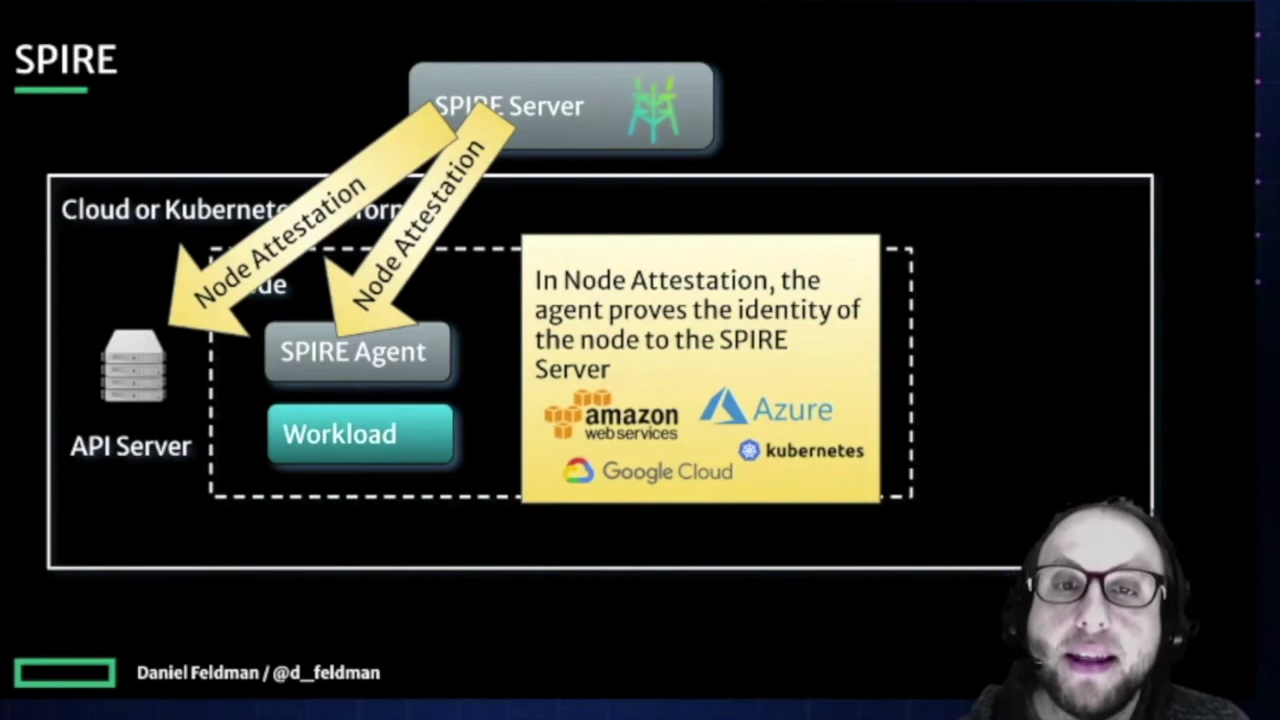 SPIRE
SPIRE Server
Cloud or Kubernete
Node Attestation
Node Attestation
SPIRE Agent
Workload
API Server
In Node Attestation, the
agent proves the identity of
the node to the SPIRE
Server
amazon
web services
Azure
kubernetes
Google Cloud
Daniel Feldman / @d_feldman